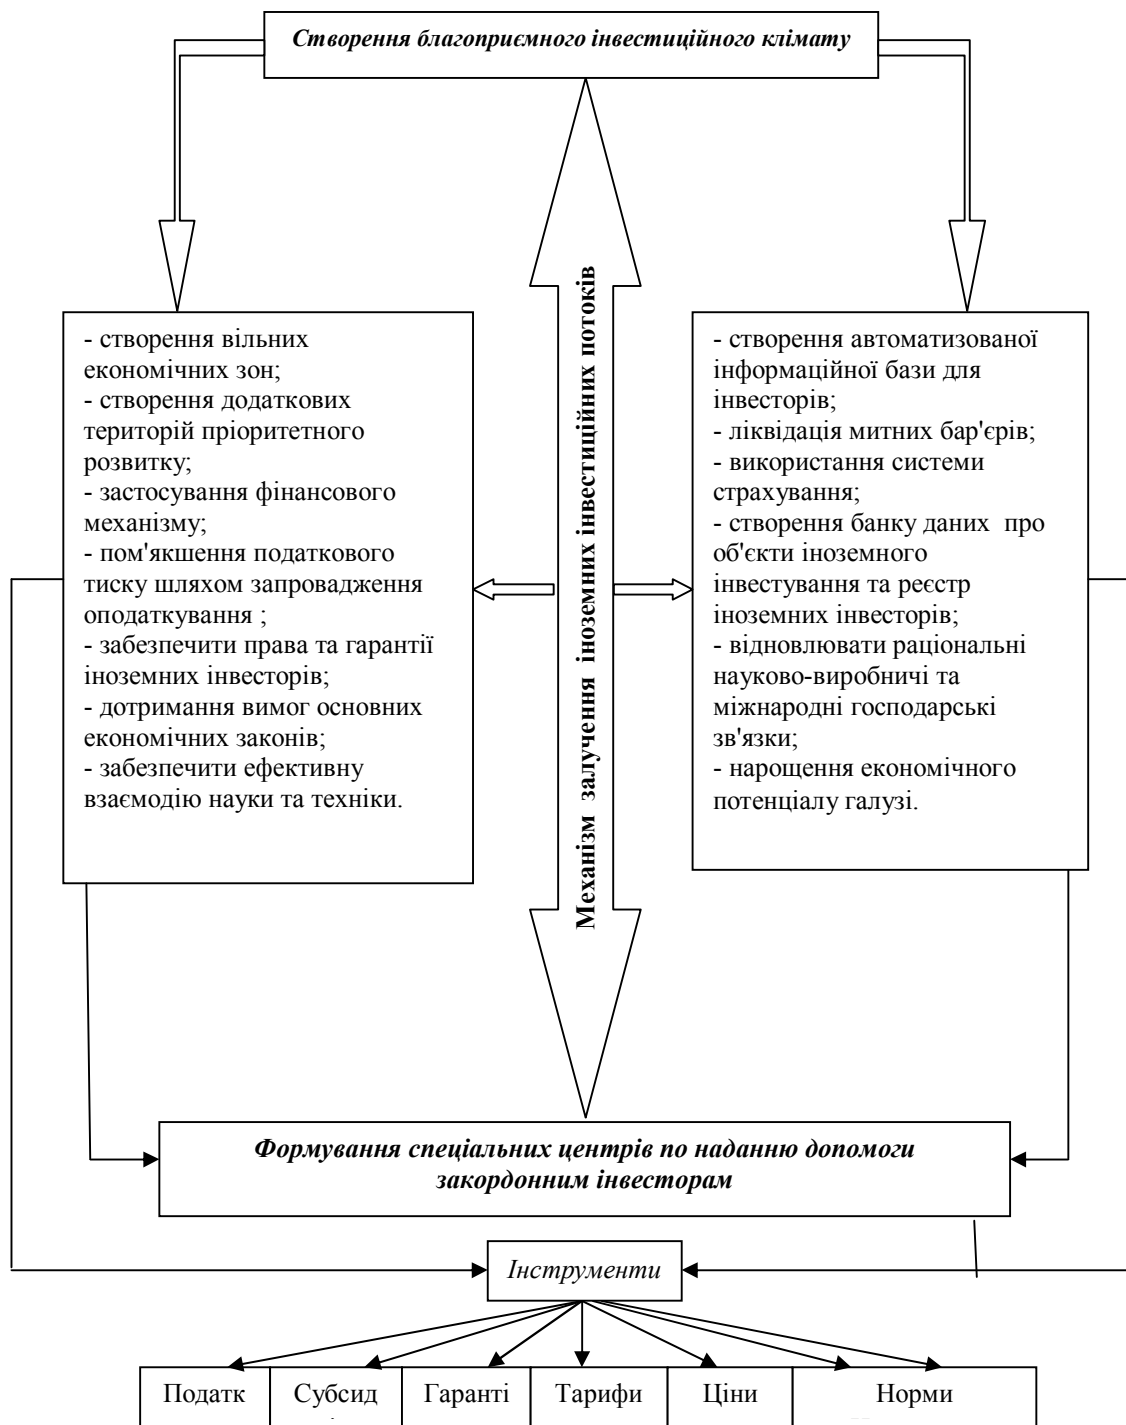 Створення благоприємного інвестиційного клімату
- створення вільних
економічних зон;
- створення додаткових
територій пріоритетного
розвитку;
- застосування фінансового
механізму;
- пом'якшення податкового
тиску шляхом запровадження
оподаткування ;
- забезпечити права та гарантії
іноземних інвесторів;
- дотримання вимог основних
економічних законів;
- забезпечити ефективну
взаємодію науки та техніки.
Механізм залучення іноземних інвестиційних потоків
- створення автоматизованої
інформаційної бази для
інвесторів;
- ліквідація митних бар'єрів;
- використання системи
страхування;
- створення банку даних про
об'єкти іноземного
інвестування та реєстр
іноземних інвесторів;
- відновлювати раціональні
науково-виробничі та
міжнародні господарські
зв'язки;
- нарощення економічного
потенціалу галузі.
Формування спеціальних центрів по наданню допомоги
закордонним інвесторам
Інструменти
Податк
Субсид
Гаранті
Тарифи
Ціни
Норми